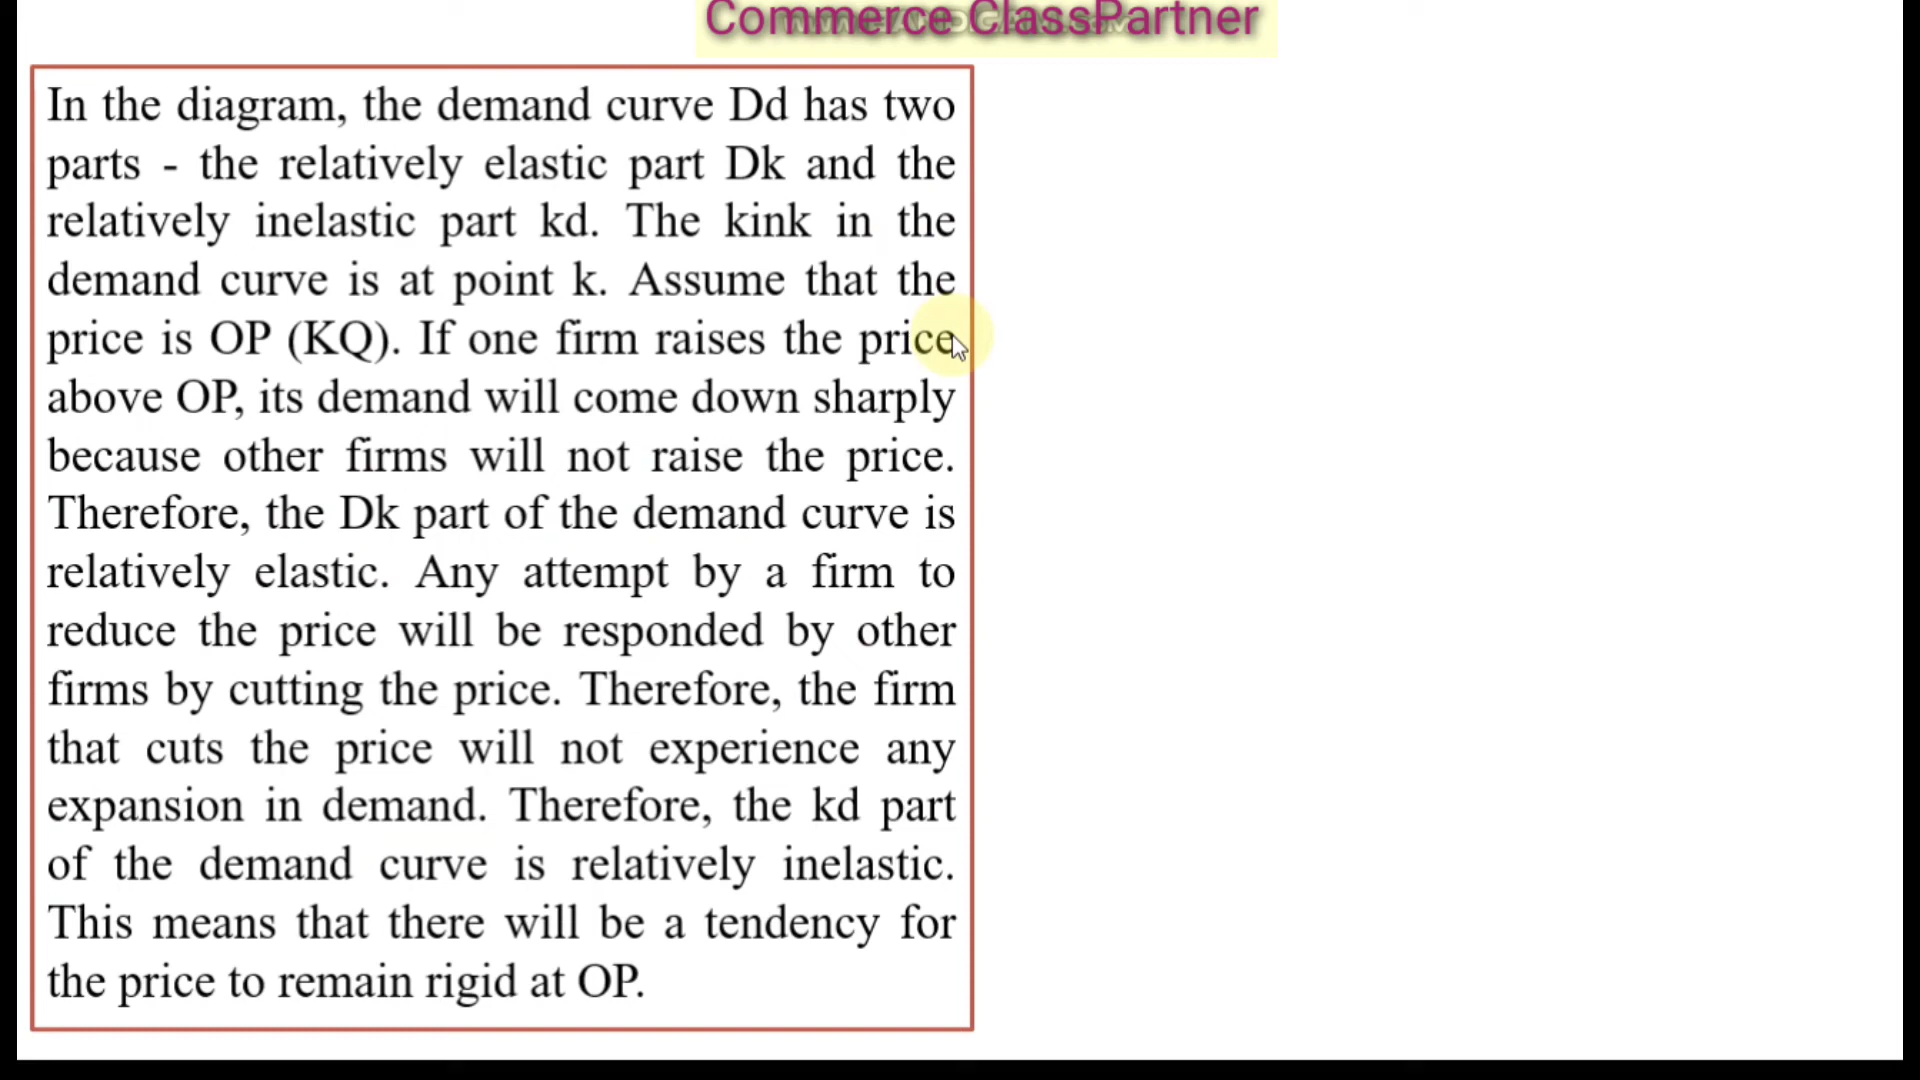 Commerce ClassPartner
In the diagram, the demand curve Dd has two
parts - the relatively elastic part Dk and the
relatively inelastic part kd. The kink in the
demand curve is at point k. Assume that the
price is OP (KQ). If one firm raises the price
above OP, its demand will come down sharply
because other firms will not raise the price.
Therefore, the Dk part of the demand curve is
relatively elastic. Any attempt by a firm to
reduce the price will be responded by other
firms by cutting the price. Therefore, the firm
that cuts the price will not experience any
expansion in demand. Therefore, the kd part
of the demand curve is relatively inelastic.
This means that there will be a tendency for
the price to remain rigid at OP.